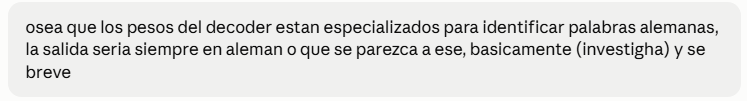 osea que los pesos del decoder estan especializados para identificar palabras alemanas,
la salida seria siempre en aleman o que se parezca a ese, basicamente (investigha) y se
breve